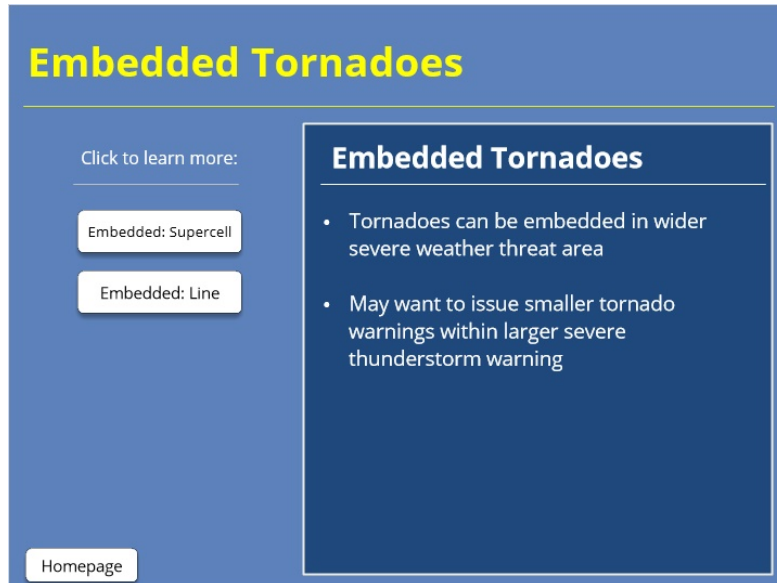 Embedded Tornadoes
Click to learn more:
Embedded: Supercell
Embedded: Line
Embedded Tornadoes
• Tornadoes can be embedded in wider
severe weather threat area
• May want to issue smaller tornado
warnings within larger severe
thunderstorm warning
Homepage